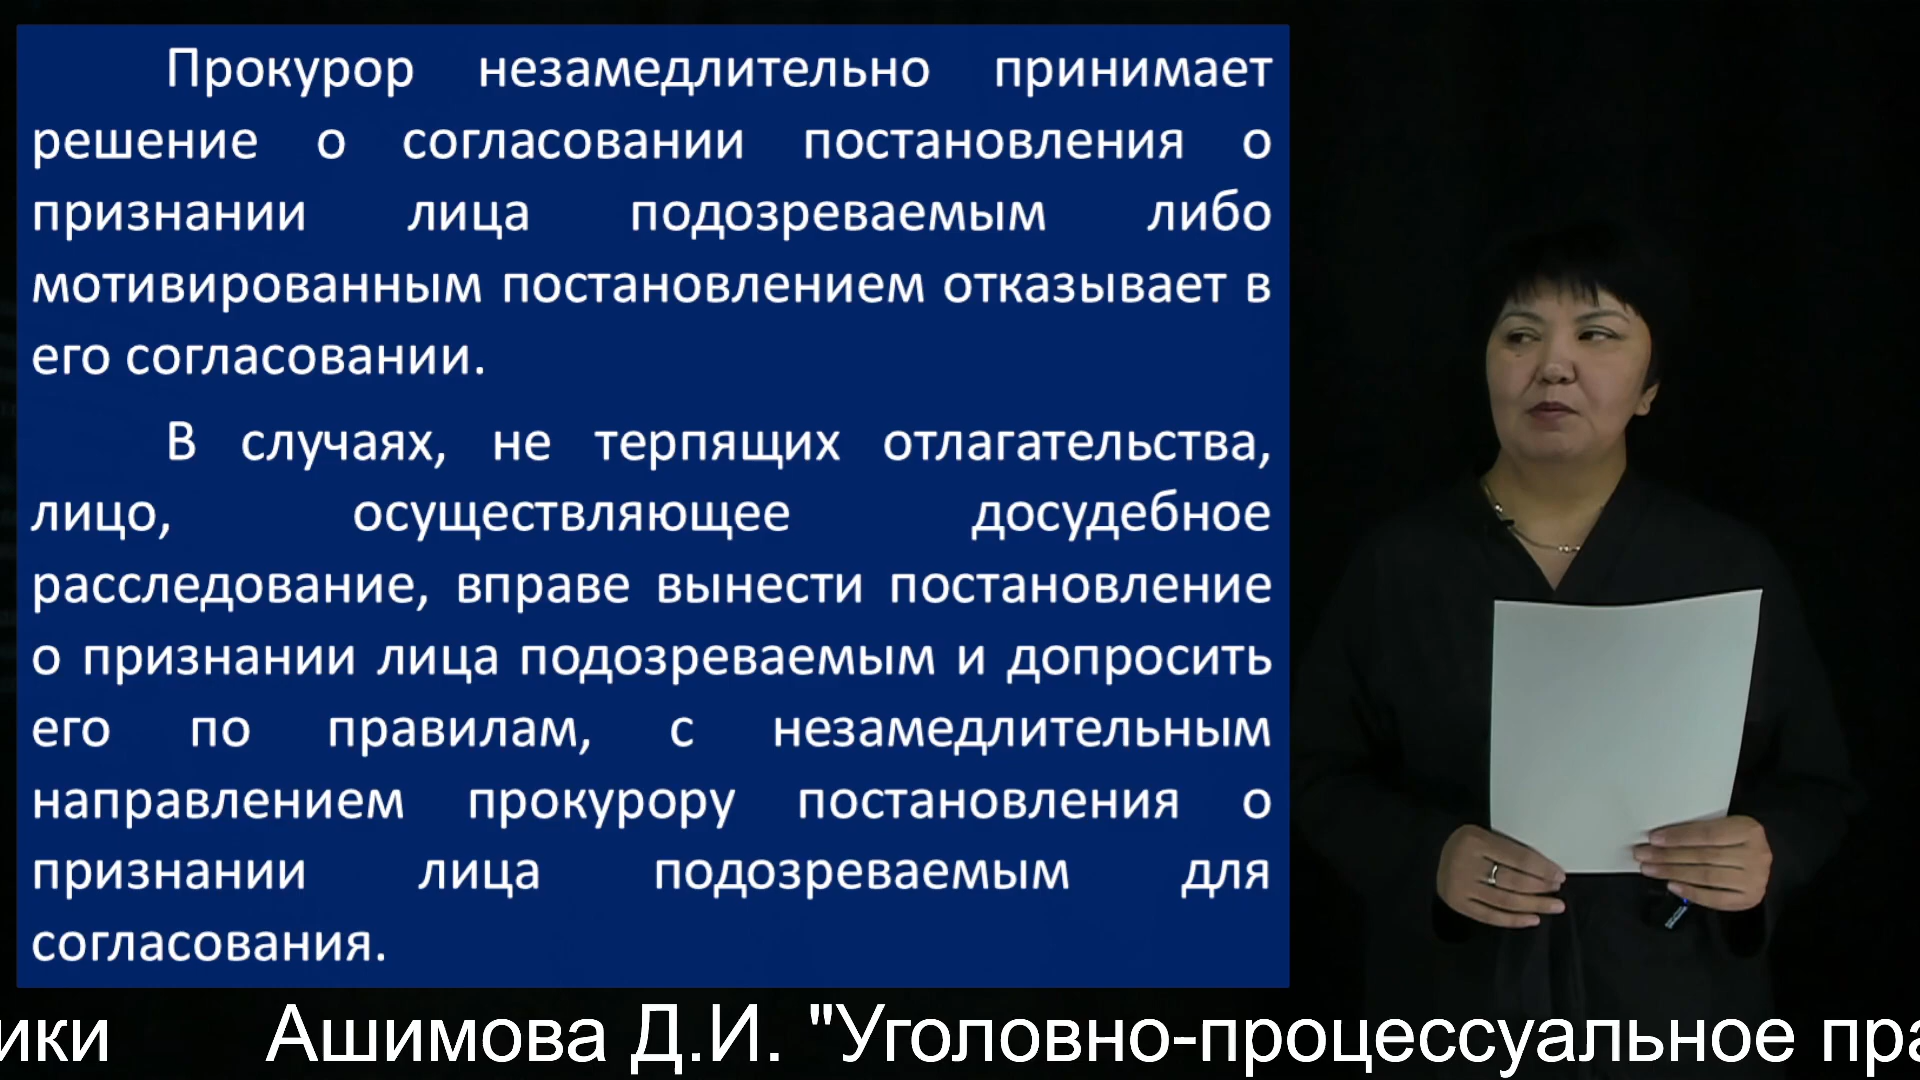 Прокурор незамедлительно принимает
решение о согласовании постановления о
признании лица подозреваемым либо
мотивированным постановлением отказывает в
его согласовании.
В случаях, не терпящих отлагательства,
лицо, осуществляющее досудебное
расследование, вправе вынести постановление
о признании лица подозреваемым и допросить
его по правилам, с незамедлительным
направлением прокурору постановления о
признании лица подозреваемым для
согласования.
ики Ашимова Д.И. "Уголовно-процессуальное пра